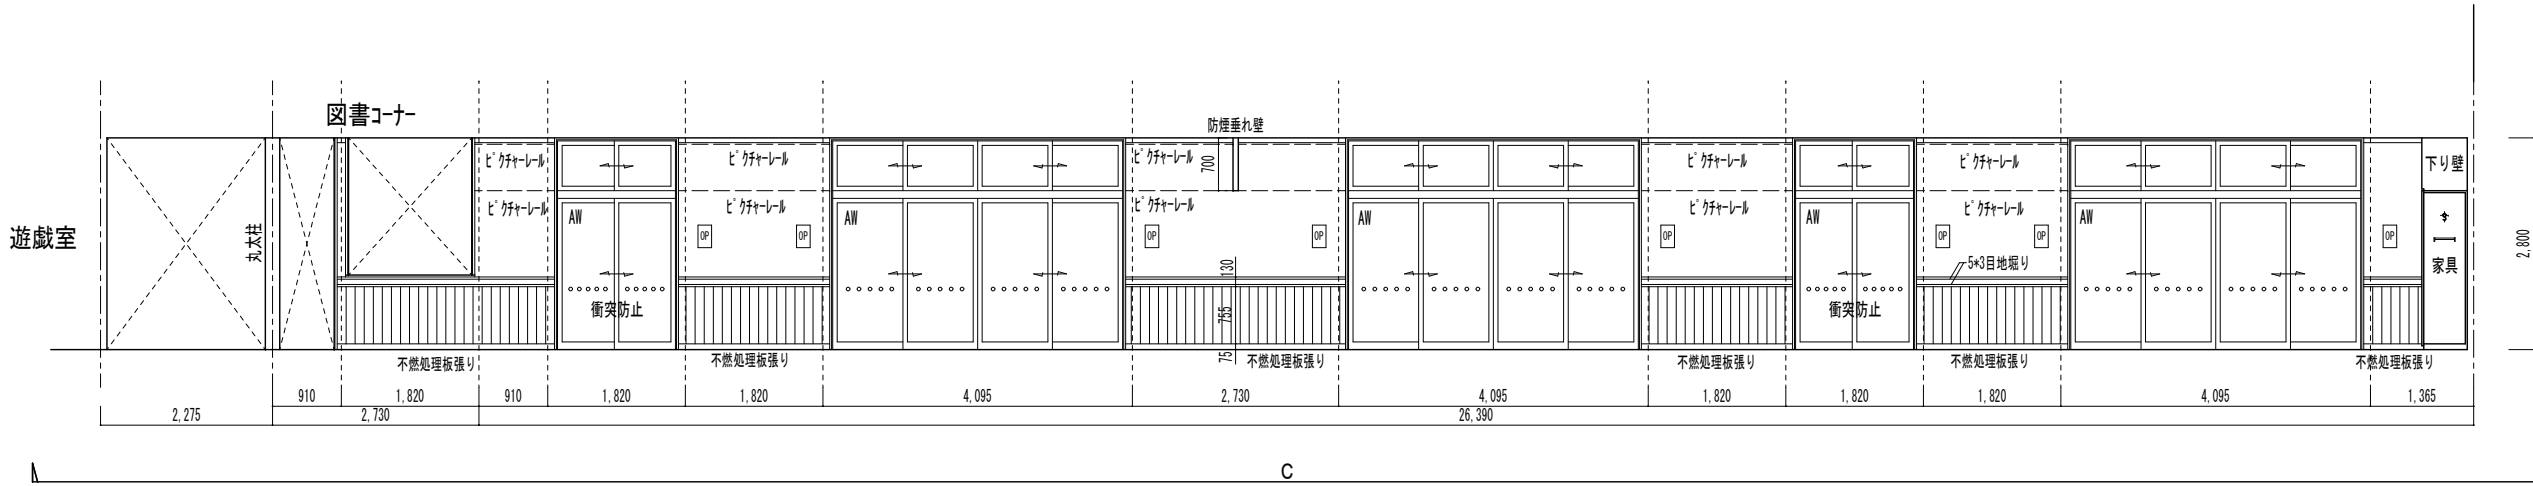 図書ｺｰﾅｰ
防煙垂れ壁
ﾋﾟｸﾁｬｰﾚｰﾙ
ﾋﾟｸﾁｬｰﾚｰﾙ
ﾋﾟｸﾁｬｰﾚｰﾙ
700
ﾋﾟｸﾁｬｰﾚｰﾙ
ﾋﾟｸﾁｬｰﾚｰﾙ
下り壁
ﾋﾟｸﾁｬｰﾚｰﾙ
ﾋﾟｸﾁｬｰﾚｰﾙ
ﾋﾟｸﾁｬｰﾚｰﾙ
ﾋﾟｸﾁｬｰﾚｰﾙ
ﾋﾟｸﾁｬｰﾚｰﾙ
AW
AW
AW
AW
AW
遊戯室
丸太柱
OP
OP
OP
OP
OP
OP
OP
OP
2,800
130
5*3目地堀り
家具
衝突防止
755
衝突防止
75
不燃処理板張り
不燃処理板張り
不燃処理板張り
不燃処理板張り
不燃処理板張り
不燃処理板張り
910
1,820
910
1,820
1,820
4,095
2,730
4,095
1,820
1,820
1,820
4,095
1,365
2,275
2,730
26,390
C